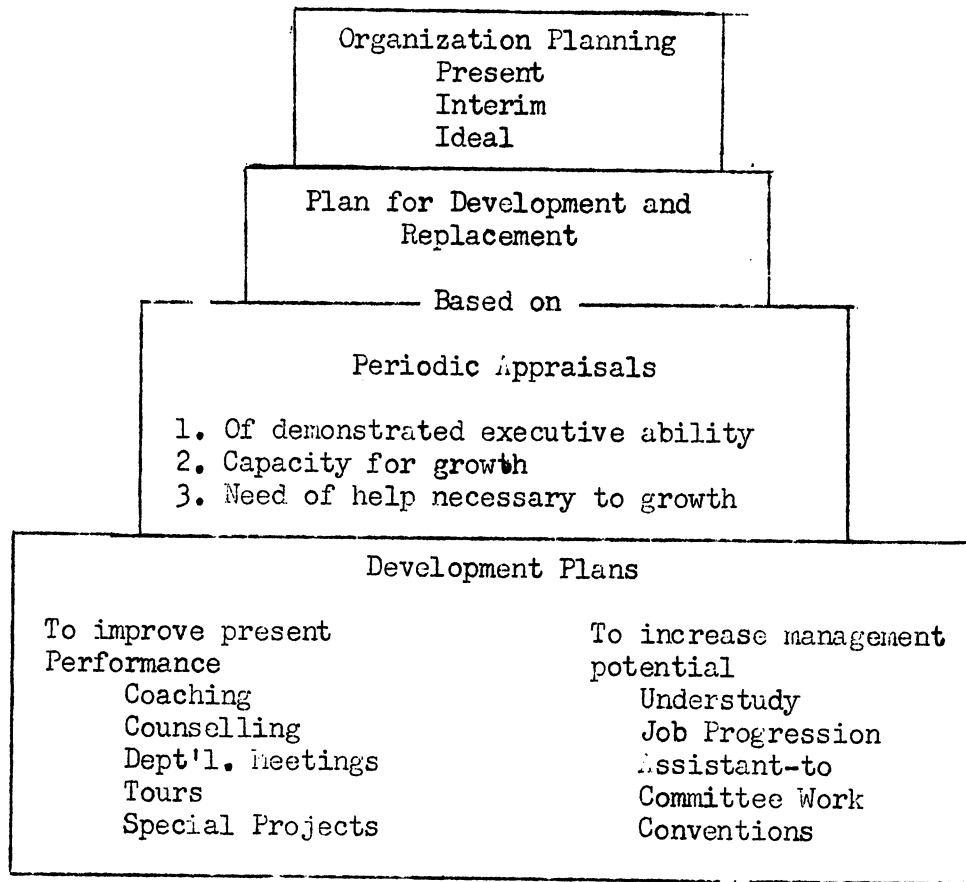 Organization Planning
Present
Interim
Ideal
Plan for Development and
Replacement
Based on
Periodic Appraisals
1. Of demonstrated executive ability
2. Capacity for growth
3. Need of help necessary to growth
Development Plans
To improve present
Performance
Coaching
Counselling
Dept'l. Meetings
Tours
Special Projects
To increase management
potential
Understudy
Job Progression
Assistant-to
Committee Work
Conventions